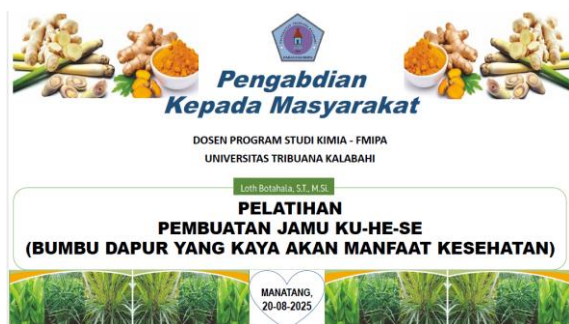 Pengabdian
Kepada Masyarakat
DOSEN PROGRAM STUDI KIMIA - FMIPA
UNIVERSITAS TRIBUANA KALABAHI
Loth Botahala, S.T., M.Si.
PELATIHAN
PEMBUATAN JAMU KU-HE-SE
(BUMBU DAPUR YANG KAYA AKAN MANFAAT KESEHATAN)
MANATANG,
20-08-2025